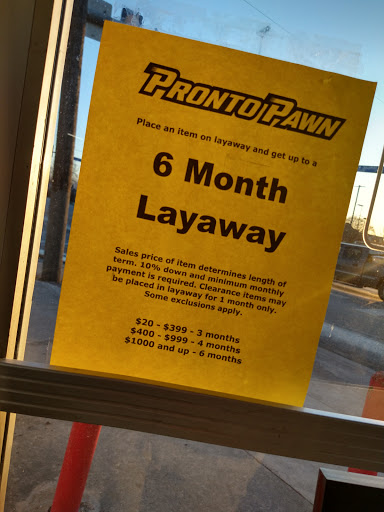 PRONTO PAWN
Place an item on layaway and get up to a
6 Month
Layaway
Sales price of item determines length of
term. 10% down and minimum monthly
payment is required. Clearance items may
be placed in layaway for 1 month only.
Some exclusions apply.
$20 - $399 - 3 months
$400 - $999 - 4 months
$1000 and up - 6 months